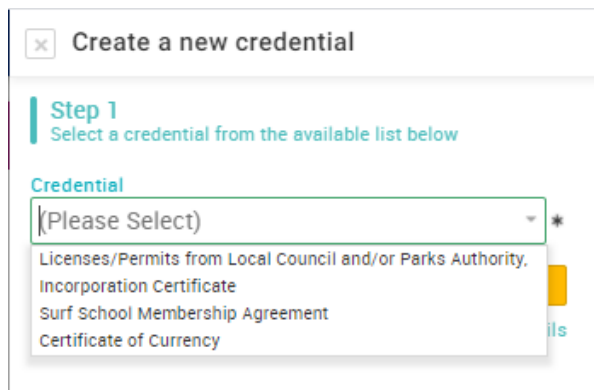 Create a new credential
Step 1
Select a credential from the available list below
Credential
(Please Select) *
Licenses/Permits from Local Council and/or Parks Authority,
Incorporation Certificate
Surf School Membership Agreement
Certificate of Currency